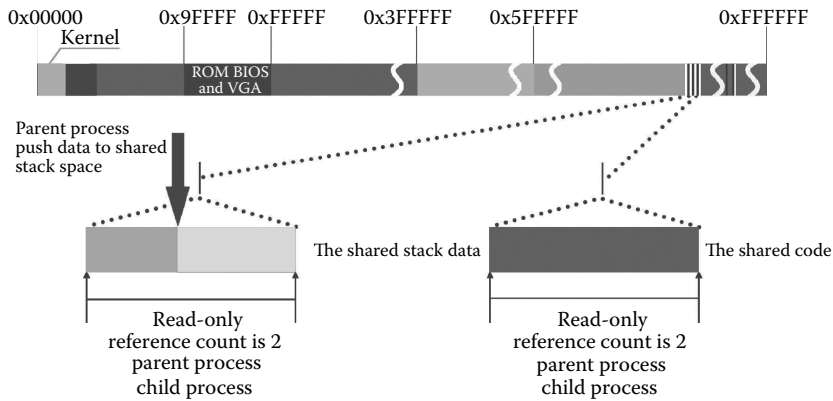 0x00000 0x9FFFF 0xFFFFF 0x3FFFFF 0x5FFFFF 0xFFFFFF
Kernel
ROM BIOS
and VGA
Parent process
push data to shared
stack space
The shared stack data
The shared code
Read-only
reference count is 2
parent process
child process
Read-only
reference count is 2
parent process
child process